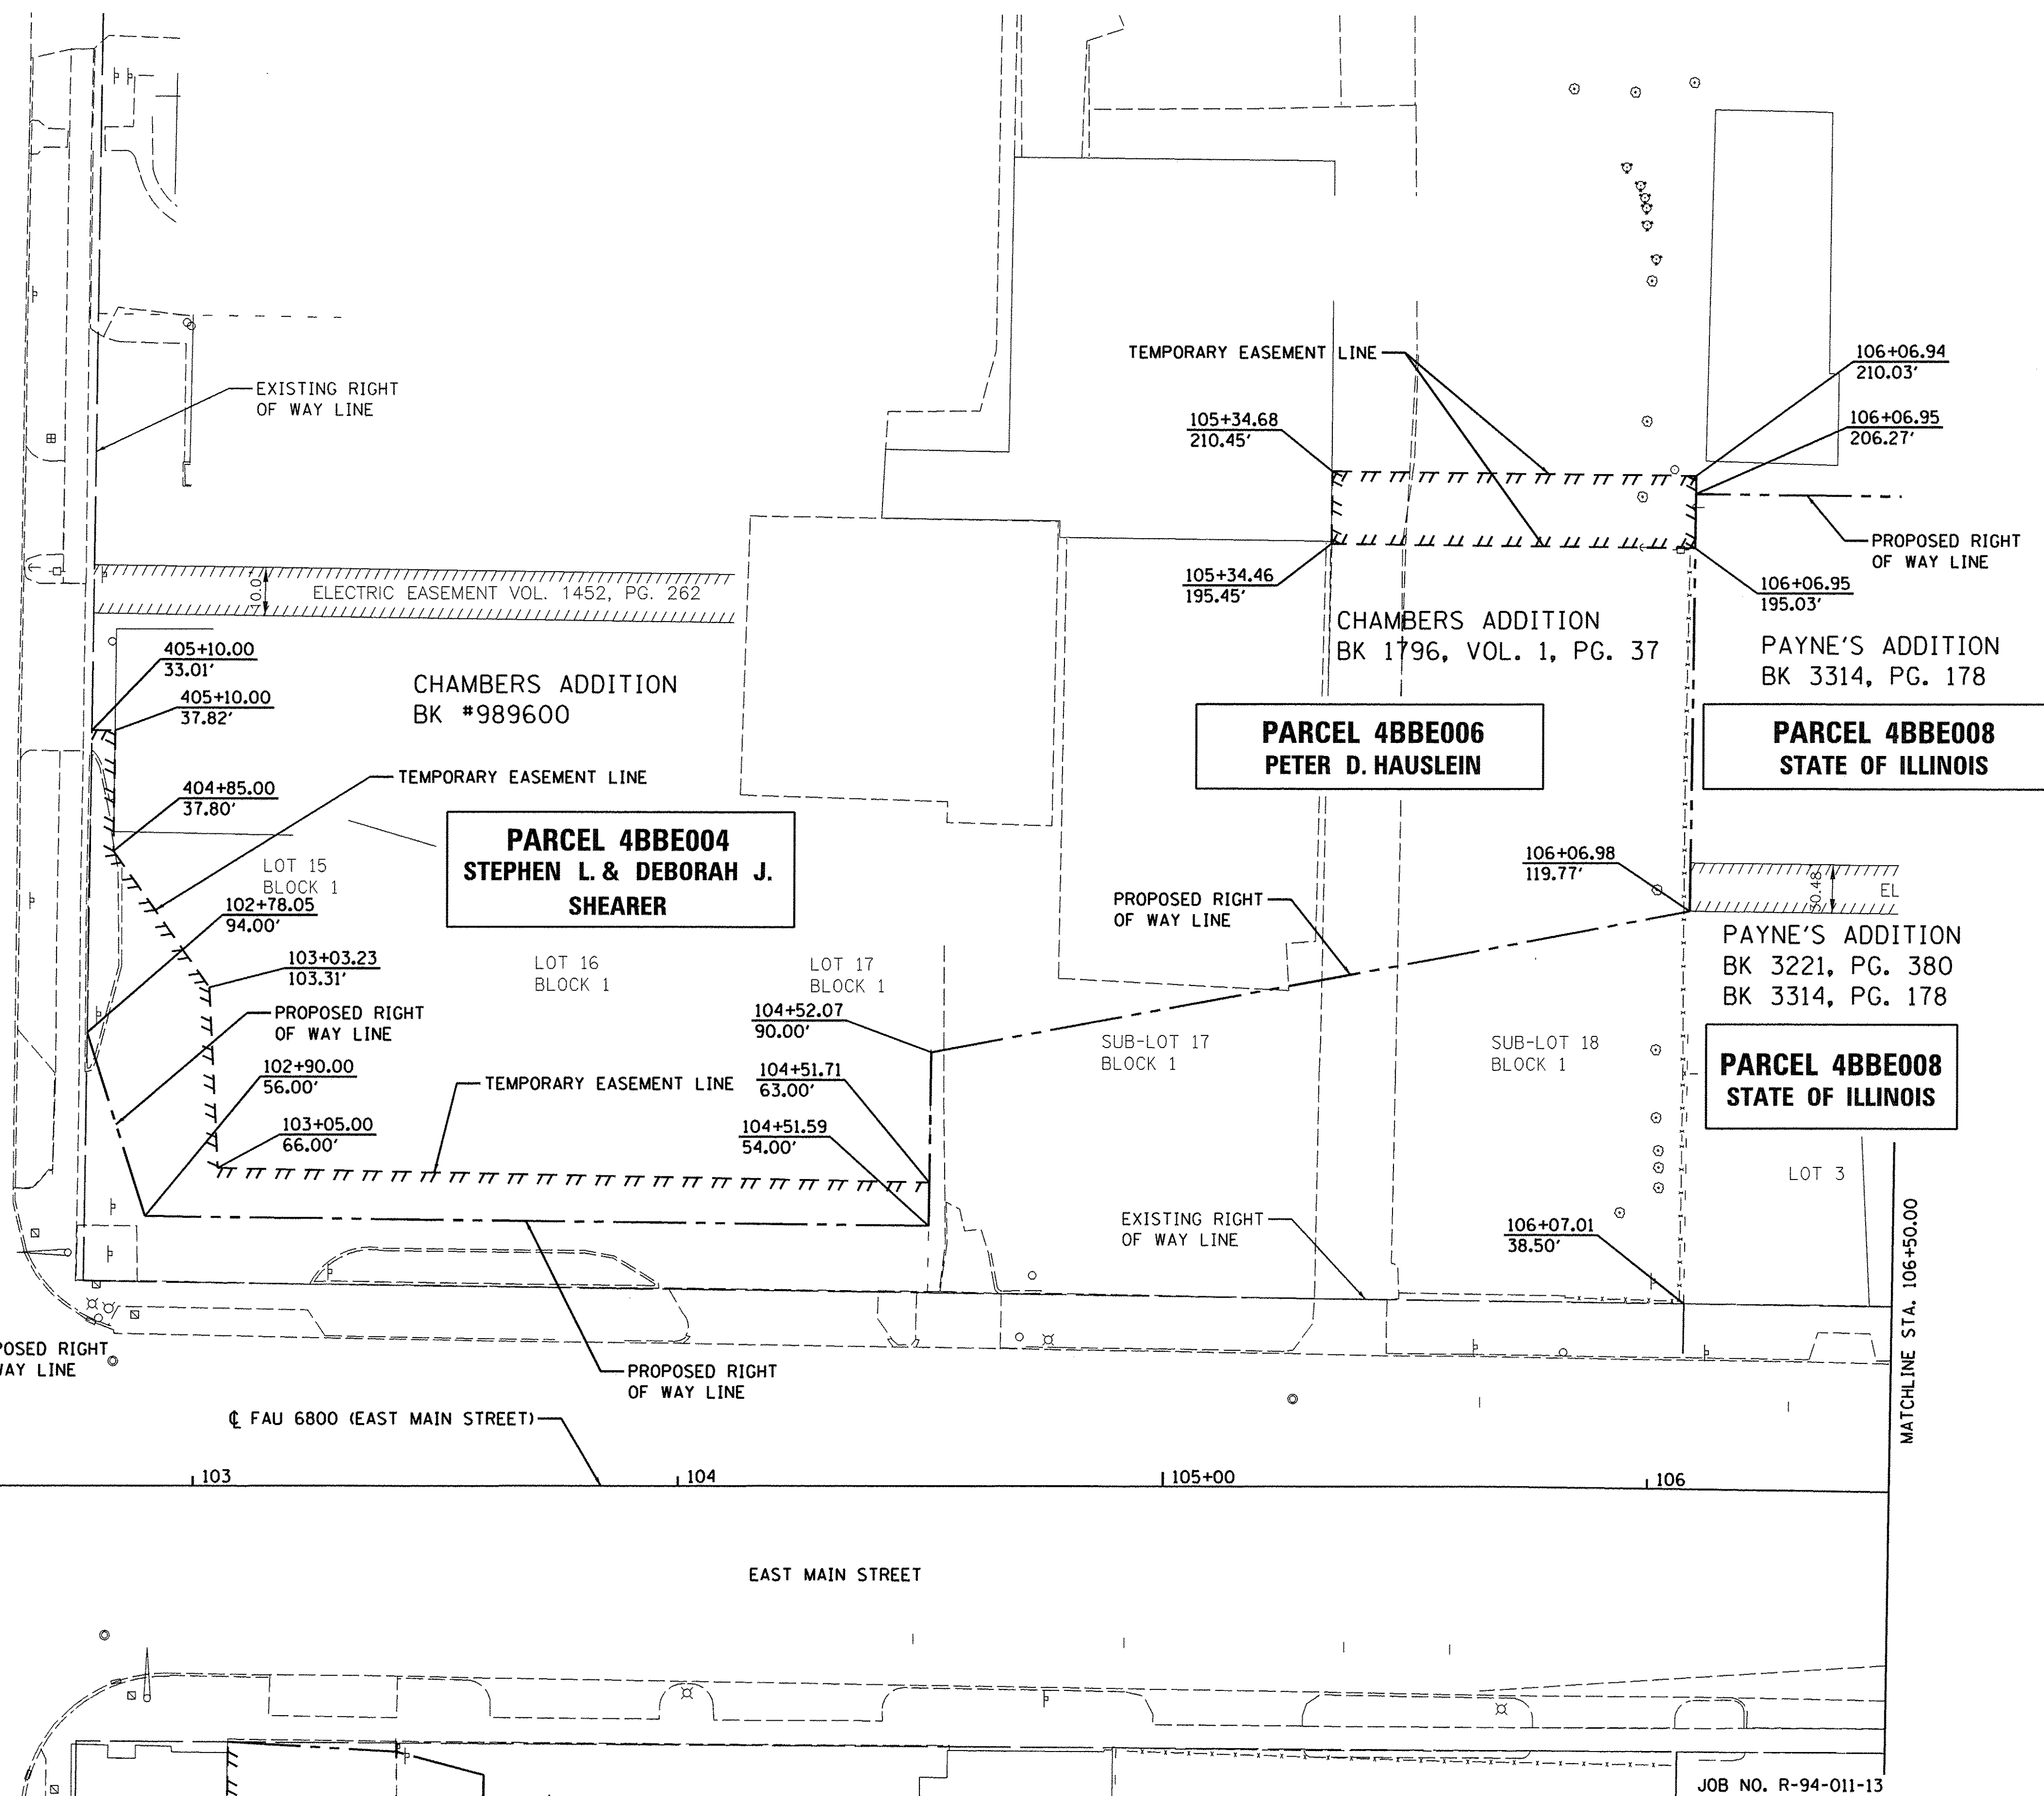 TEMPORARY EASEMENT LINE
106+06.94
210.03'
EXISTING RIGHT
OF WAY LINE
105+34.68
210.45'
106+06.95
206.27'
PROPOSED RIGHT
OF WAY LINE
105+34.46
195.45'
106+06.95
195.03'
ELECTRIC EASEMENT VOL. 1452, PG. 262
CHAMBERS ADDITION
BK 1796, VOL. 1, PG. 37
PAYNE'S ADDITION
BK 3314, PG. 178
405+10.00
33.01'
405+10.00
37.82'
CHAMBERS ADDITION
BK #989600
PARCEL 4BBE006
PETER D. HAUSLEIN
PARCEL 4BBE008
STATE OF ILLINOIS
TEMPORARY EASEMENT LINE
404+85.00
37.80'
PARCEL 4BBE004
STEPHEN L. & DEBORAH J.
SHEARER
LOT 15
BLOCK 1
106+06.98
119.77'
30.48
EL
102+78.05
94.00'
PROPOSED RIGHT
OF WAY LINE
PAYNE'S ADDITION
BK 3221, PG. 380
BK 3314, PG. 178
103+03.23
103.31'
LOT 16
BLOCK 1
LOT 17
BLOCK 1
PROPOSED RIGHT
OF WAY LINE
104+52.07
90.00'
SUB-LOT 17
BLOCK 1
SUB-LOT 18
BLOCK 1
PARCEL 4BBE008
STATE OF ILLINOIS
102+90.00
56.00'
TEMPORARY EASEMENT LINE
104+51.71
63.00'
103+05.00
66.00'
104+51.59
54.00'
LOT 3
EXISTING RIGHT
OF WAY LINE
106+07.01
38.50'
MATCHLINE STA. 106+50.00
POSED RIGHT
WAY LINE
PROPOSED RIGHT
OF WAY LINE
℄ FAU 6800 (EAST MAIN STREET)
103
104
105+00
106
EAST MAIN STREET
JOB NO. R-94-011-13